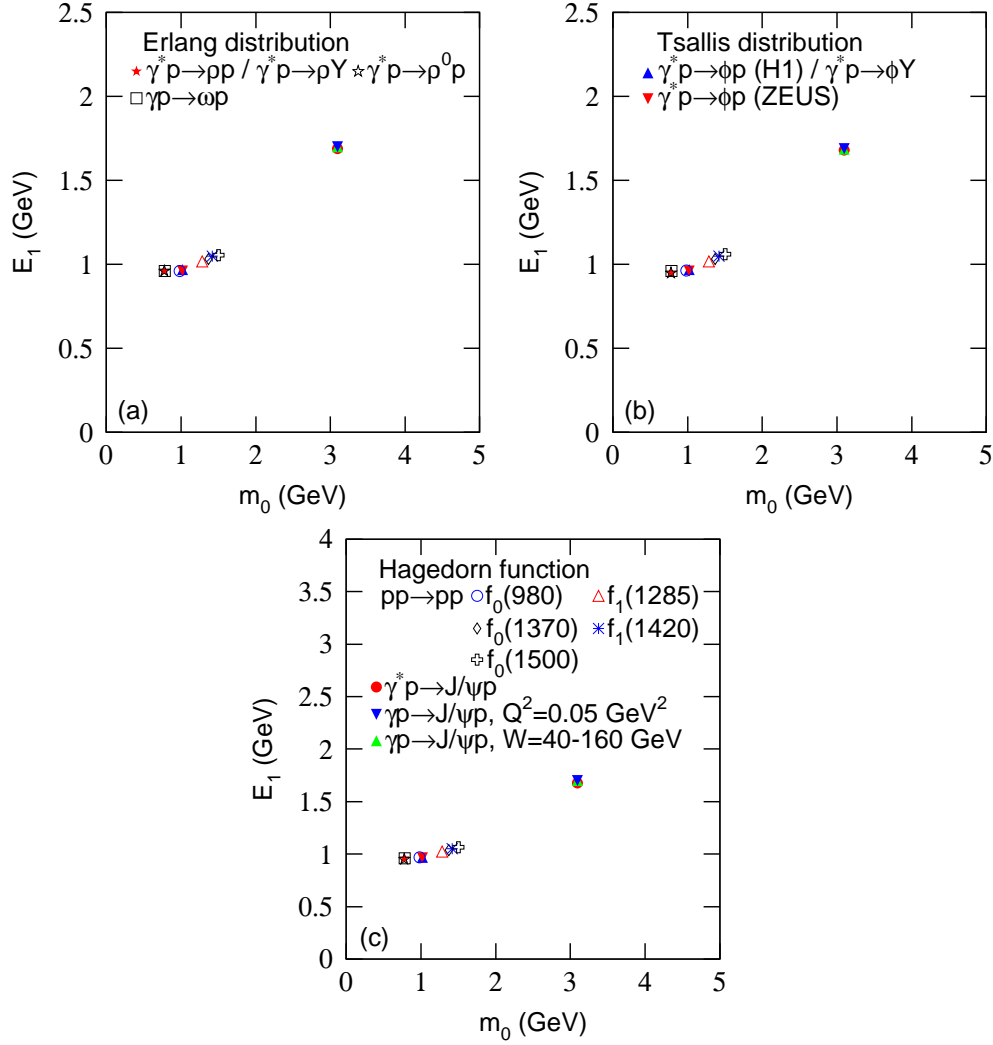 2.5
Erlang distribution
γ*p→ρp / γ*p→ρY γ*p→ρ⁰p
γp→ωp
2
1.5
1
0.5
0
E₁ (GeV)
(a)
0 1 2 3 4 5
m₀ (GeV)
2.5
Tsallis distribution
γ*p→ϕp (H1) / γ*p→ϕY
γ*p→ϕp (ZEUS)
2
1.5
1
0.5
0
E₁ (GeV)
(b)
0 1 2 3 4 5
m₀ (GeV)
4
Hagedorn function
pp→pp f₀(980) f₁(1285)
f₀(1370) f₁(1420)
f₀(1500)
γ*p→J/ψp
γp→J/ψp, Q²=0.05 GeV²
γp→J/ψp, W=40-160 GeV
3.5
3
2.5
2
1.5
1
0.5
0
E₁ (GeV)
(c)
0 1 2 3 4 5
m₀ (GeV)